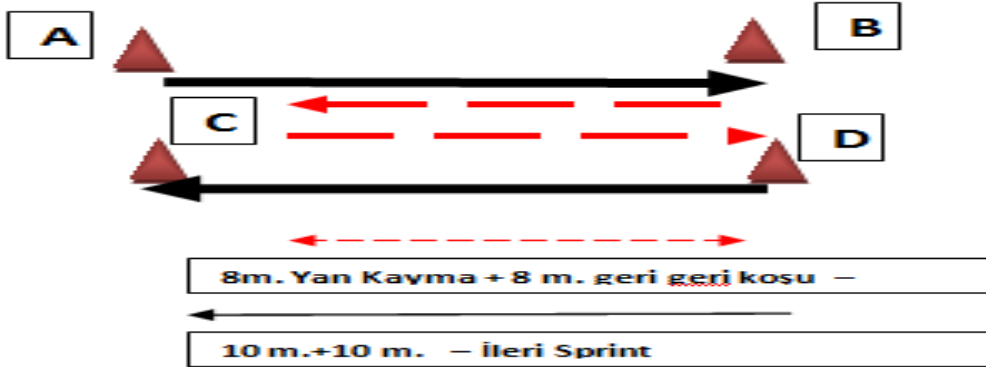 A
B
C
D
8m. Yan Kayma + 8 m. geri geri koşu –
10 m.+10 m. – İleri Sprint